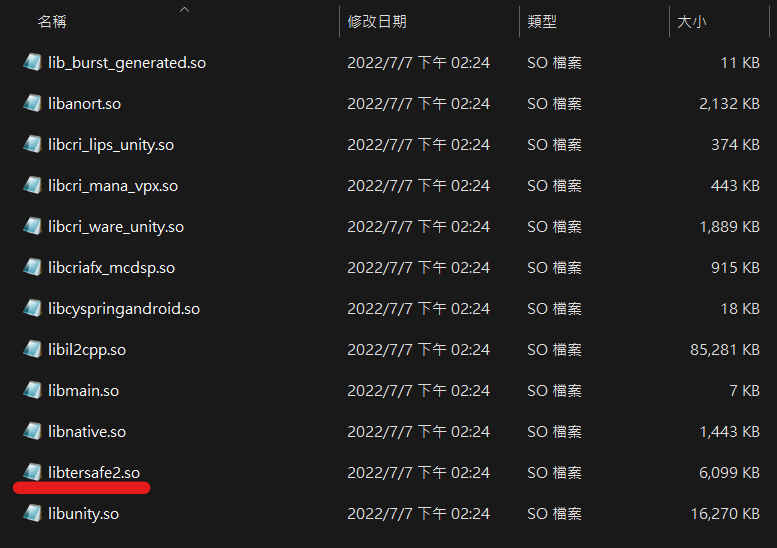 名稱 修改日期 類型 大小
lib_burst_generated.so 2022/7/7 下午 02:24 SO 檔案 11 KB
libanort.so 2022/7/7 下午 02:24 SO 檔案 2,132 KB
libcri_lips_unity.so 2022/7/7 下午 02:24 SO 檔案 374 KB
libcri_mana_vpx.so 2022/7/7 下午 02:24 SO 檔案 443 KB
libcri_ware_unity.so 2022/7/7 下午 02:24 SO 檔案 1,889 KB
libcriafx_mcdsp.so 2022/7/7 下午 02:24 SO 檔案 915 KB
libcyspringandroid.so 2022/7/7 下午 02:24 SO 檔案 18 KB
libil2cpp.so 2022/7/7 下午 02:24 SO 檔案 85,281 KB
libmain.so 2022/7/7 下午 02:24 SO 檔案 7 KB
libnative.so 2022/7/7 下午 02:24 SO 檔案 1,443 KB
libtersafe2.so 2022/7/7 下午 02:24 SO 檔案 6,099 KB
libunity.so 2022/7/7 下午 02:24 SO 檔案 16,270 KB